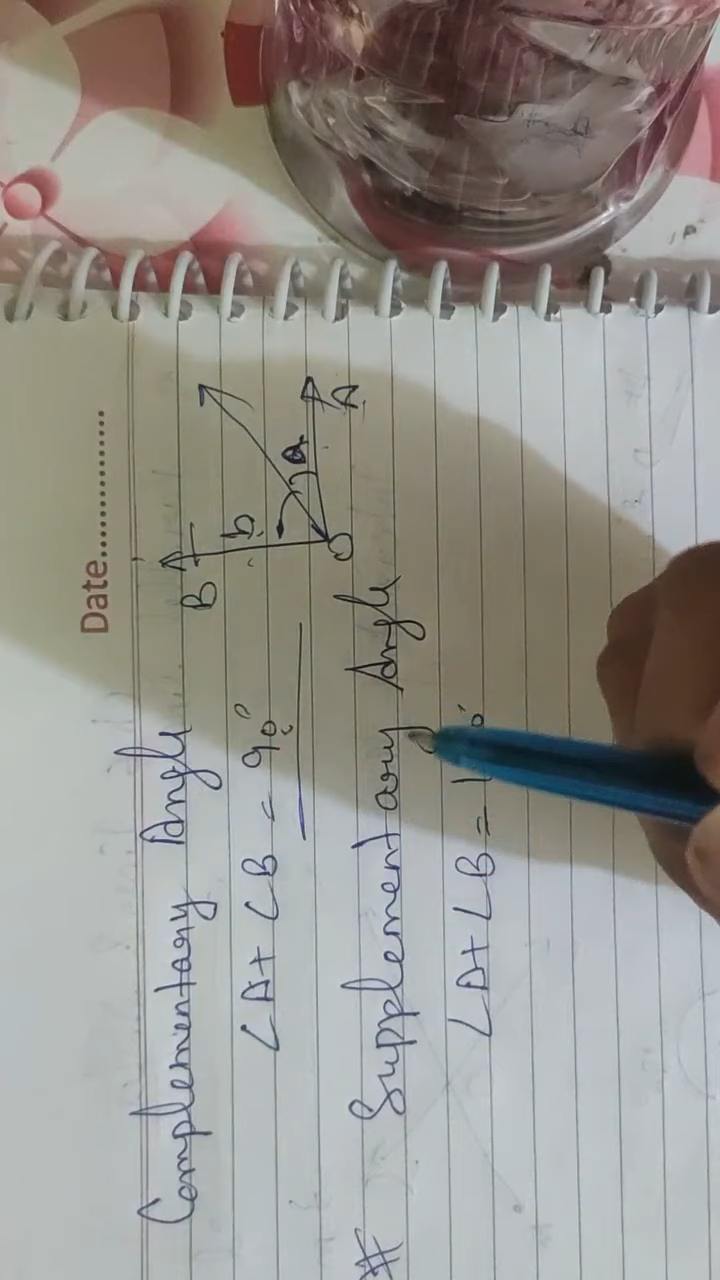 Date..................
Complementary Angle
∠A+ ∠B = 90°
B
b
a
O
A
# Supplementary Angle
∠A+ ∠B = 1